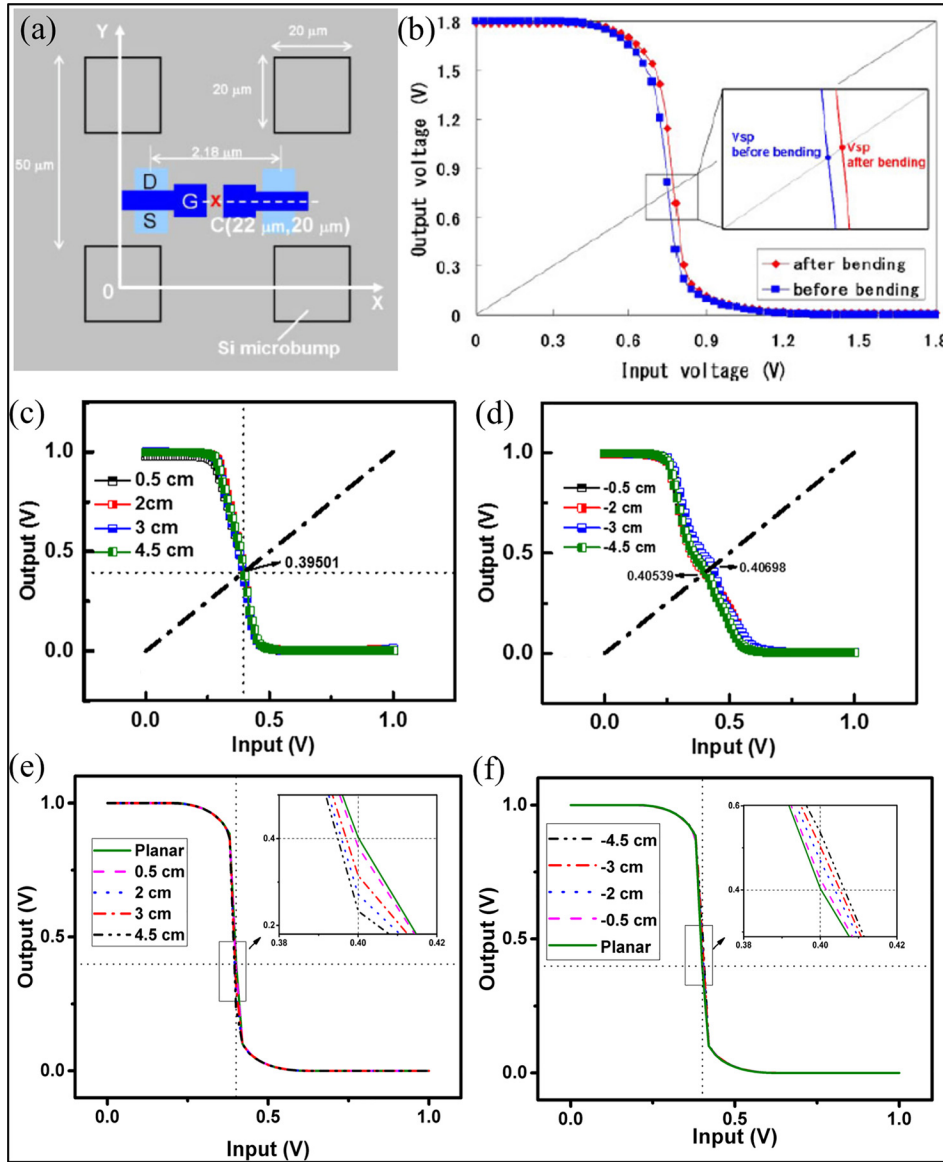 (a)
Y
20 μm
20 μm
50 μm
2.18 μm
D
G
X
S
C(22 μm,20 μm)
0
X
Si microbump
(b)
Output voltage (V)
1.8
1.5
1.2
0.9
0.6
0.3
0
Vsp
before bending
Vsp
after bending
after bending
before bending
0
0.3
0.6
0.9
1.2
1.5
1.8
Input voltage (V)
(c)
Output (V)
1.0
0.5
0.0
0.5 cm
2cm
3 cm
4.5 cm
0.39501
0.0
0.5
1.0
Input (V)
(d)
Output (V)
1.0
0.5
0.0
-0.5 cm
-2 cm
-3 cm
-4.5 cm
0.40539
0.40698
0.0
0.5
1.0
Input (V)
(e)
Output (V)
1.0
0.5
0.0
Planar
0.5 cm
2 cm
3 cm
4.5 cm
0.4
0.2
0.38
0.40
0.42
0.0
0.5
1.0
Input (V)
(f)
Output (V)
1.0
0.5
0.0
-4.5 cm
-3 cm
-2 cm
-0.5 cm
Planar
0.6
0.4
0.38
0.40
0.42
0.0
0.5
1.0
Input (V)